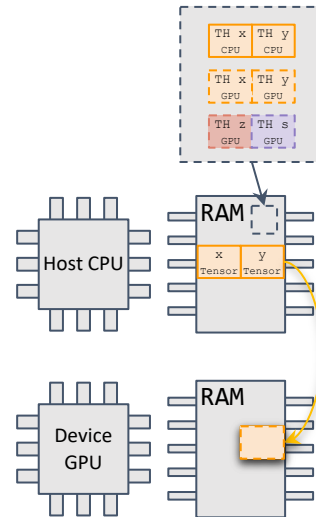 TH x TH y
CPU CPU
TH x TH y
GPU GPU
TH z TH s
GPU GPU
RAM
Host CPU
x y
Tensor Tensor
RAM
Device
GPU